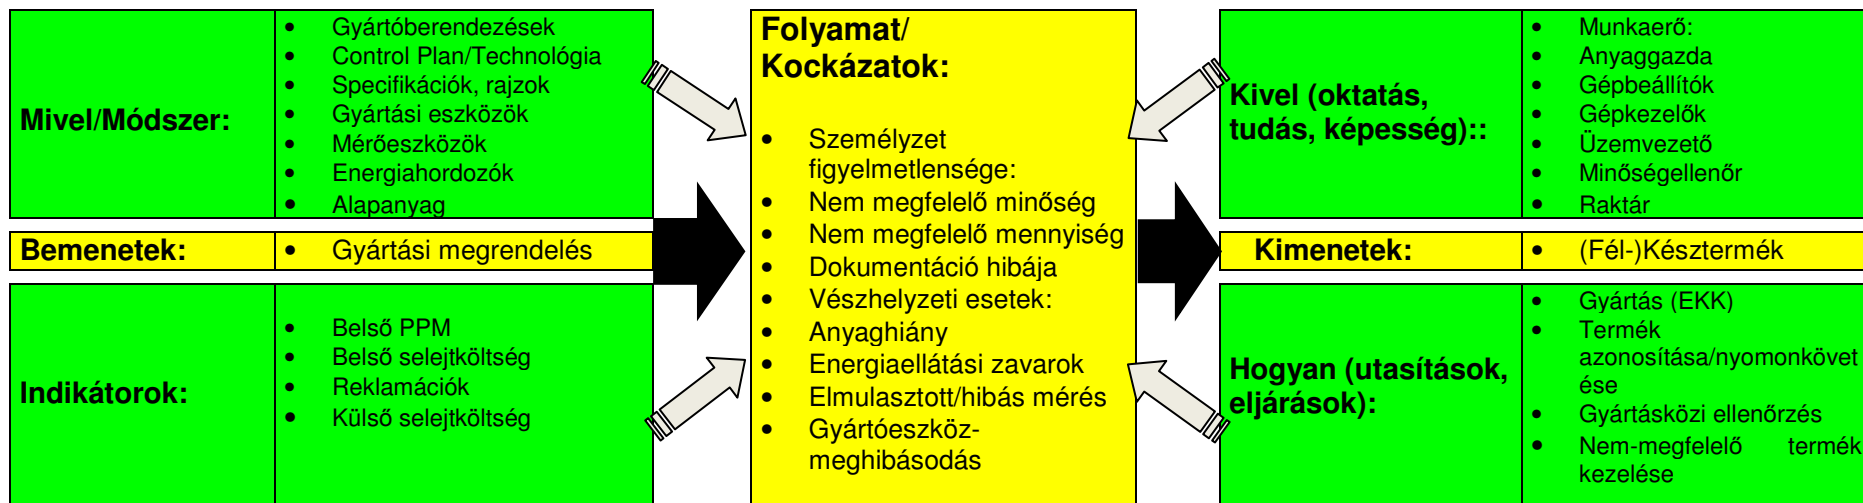 Mivel/Módszer:
Gyártóberendezések
Control Plan/Technológia
Specifikációk, rajzok
Gyártási eszközök
Mérőeszközök
Energiahordozók
Alapanyag
Bemenetek:
Gyártási megrendelés
Indikátorok:
Belső PPM
Belső selejtköltség
Reklamációk
Külső selejtköltség
Folyamat/
Kockázatok:
Személyzet
figyelmetlensége:
Nem megfelelő minőség
Nem megfelelő mennyiség
Dokumentáció hibája
Vészhelyzeti esetek:
Anyaghiány
Energiaellátási zavarok
Elmulasztott/hibás mérés
Gyártóeszköz-
meghibásodás
Kivel (oktatás,
tudás, képesség)::
Munkaerő:
Anyaggazda
Gépbeállítók
Gépkezelők
Üzemvezető
Minőségellenőr
Raktár
Kimenetek:
(Fél-)Késztermék
Hogyan (utasítások,
eljárások):
Gyártás (EKK)
Termék
azonosítása/nyomonkövet
ése
Gyártásközi ellenőrzés
Nem-megfelelő termék
kezelése